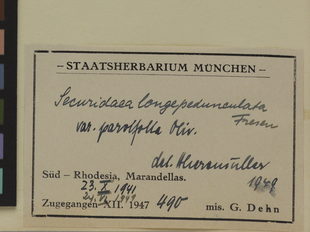 – STAATSHERBARIUM MÜNCHEN –
Securidaca longepedunculata
Fresen
var. parvifolia Oliv.
det. Merxmüller
1949
Süd – Rhodesia, Marandellas.
23. X 1941
Zugegangen XII. 1947 490 mis. G. Dehn